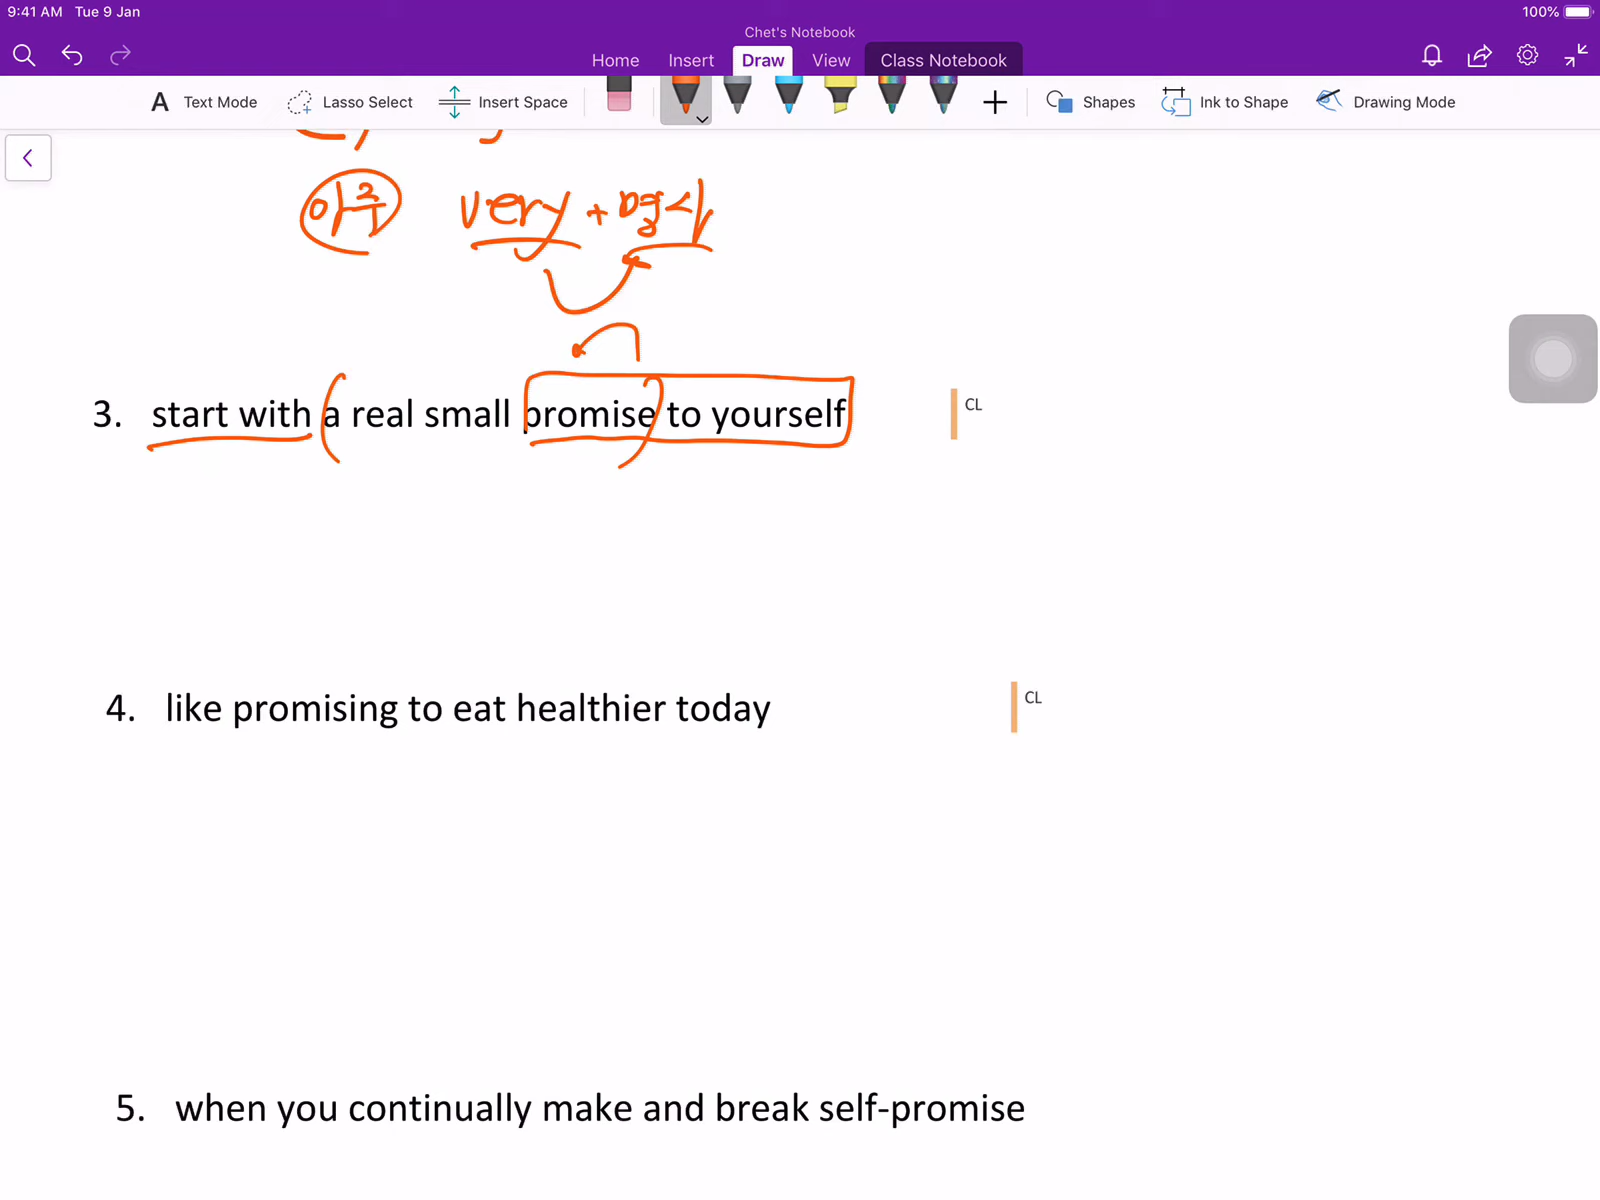 9:41 AM Tue 9 Jan
100%
Chet's Notebook
Home Insert Draw View Class Notebook
A Text Mode Lasso Select Insert Space Shapes Ink to Shape Drawing Mode
아주 very + 명사
3. start with a real small promise to yourself
CL
4. like promising to eat healthier today
CL
5. when you continually make and break self-promise